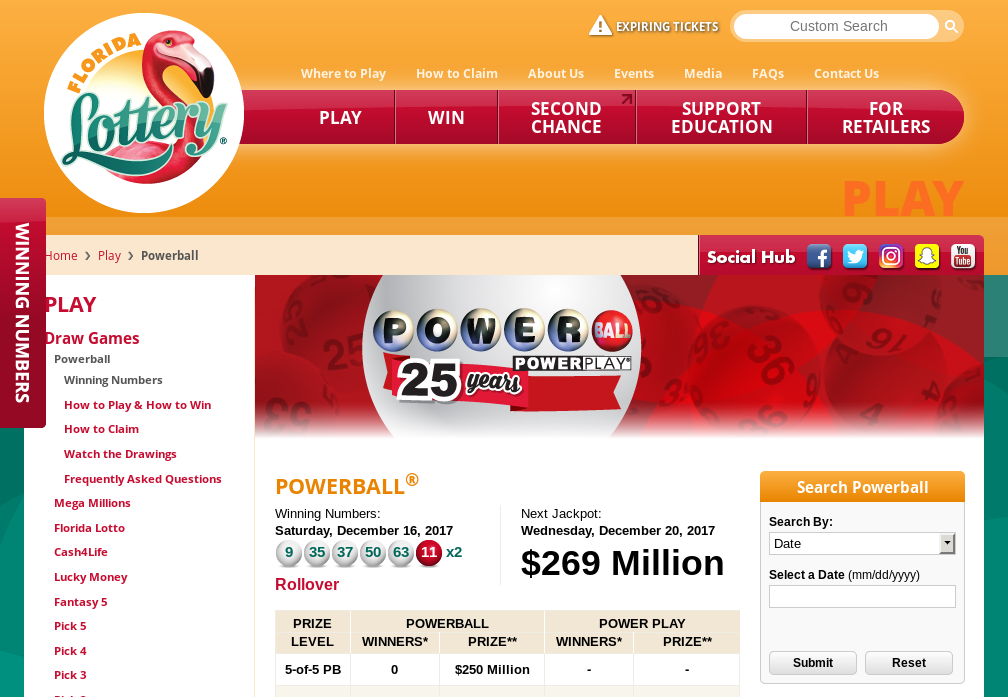 EXPIRING TICKETS
Custom Search
FLORIDA
Lottery®
Where to Play How to Claim About Us Events Media FAQs Contact Us
PLAY WIN SECOND CHANCE SUPPORT EDUCATION FOR RETAILERS
PLAY
WINNING NUMBERS
Home Play Powerball
Social Hub
You
Tube
PLAY
Draw Games
Powerball
Winning Numbers
How to Play & How to Win
How to Claim
Watch the Drawings
Frequently Asked Questions
Mega Millions
Florida Lotto
Cash4Life
Lucky Money
Fantasy 5
Pick 5
Pick 4
Pick 3
POWERBALL
POWERPLAY®
25 years
36
POWERBALL®
Winning Numbers:
Saturday, December 16, 2017
9 35 37 50 63 11 x2
Rollover
Next Jackpot:
Wednesday, December 20, 2017
$269 Million
PRIZE LEVEL POWERBALL POWER PLAY
WINNERS* PRIZE** WINNERS* PRIZE**
5-of-5 PB 0 $250 Million - -
Search Powerball
Search By:
Date
Select a Date (mm/dd/yyyy)
Submit Reset